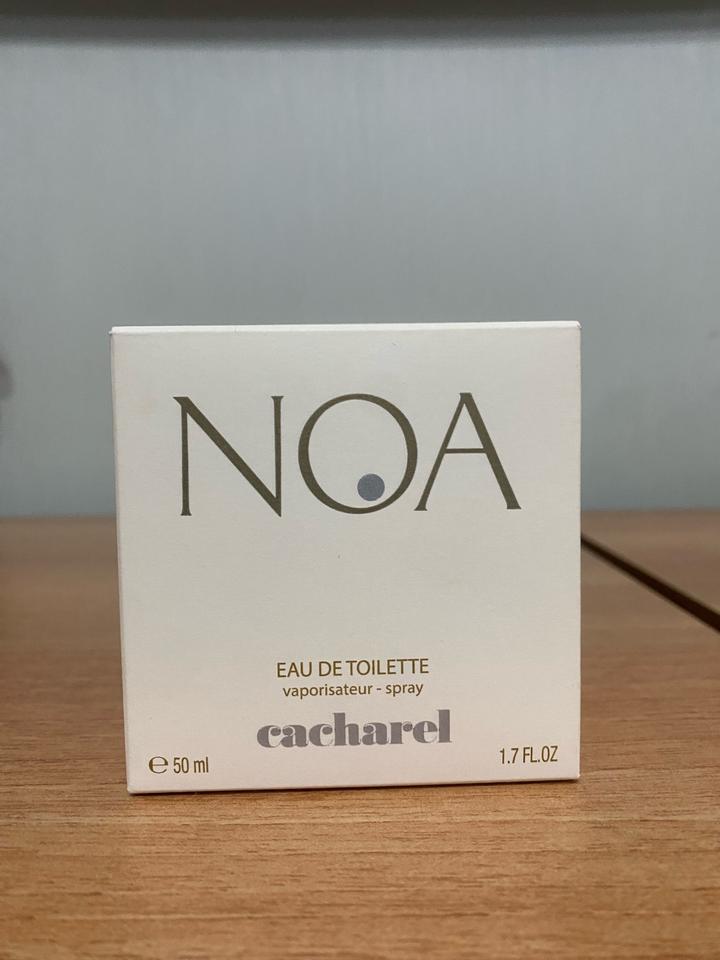 NOA
EAU DE TOILETTE
vaporisateur - spray
cacharel
℮ 50 ml
1.7 FL.OZ